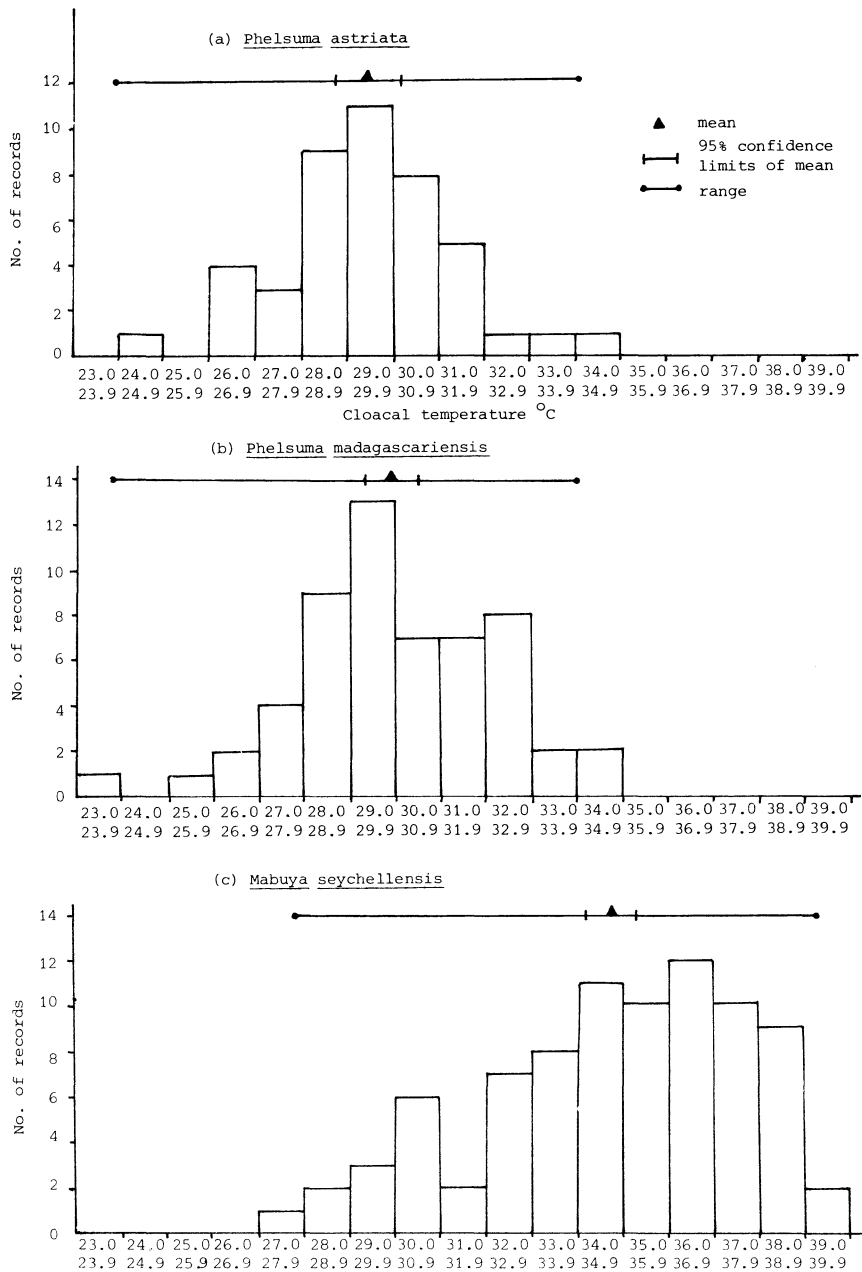 (a) Phelsuma astriata
12
10
8
6
4
2
0
No. of records
mean
95% confidence
limits of mean
range
23.0 24.0 25.0 26.0 27.0 28.0 29.0 30.0 31.0 32.0 33.0 34.0 35.0 36.0 37.0 38.0 39.0
23.9 24.9 25.9 26.9 27.9 28.9 29.9 30.9 31.9 32.9 33.9 34.9 35.9 36.9 37.9 38.9 39.9
Cloacal temperature °C
(b) Phelsuma madagascariensis
14
12
10
8
6
4
2
0
No. of records
23.0 24.0 25.0 26.0 27.0 28.0 29.0 30.0 31.0 32.0 33.0 34.0 35.0 36.0 37.0 38.0 39.0
23.9 24.9 25.9 26.9 27.9 28.9 29.9 30.9 31.9 32.9 33.9 34.9 35.9 36.9 37.9 38.9 39.9
(c) Mabuya seychellensis
14
12
10
8
6
4
2
0
No. of records
23.0 24.0 25.0 26.0 27.0 28.0 29.0 30.0 31.0 32.0 33.0 34.0 35.0 36.0 37.0 38.0 39.0
23.9 24.9 25.9 26.9 27.9 28.9 29.9 30.9 31.9 32.9 33.9 34.9 35.9 36.9 37.9 38.9 39.9